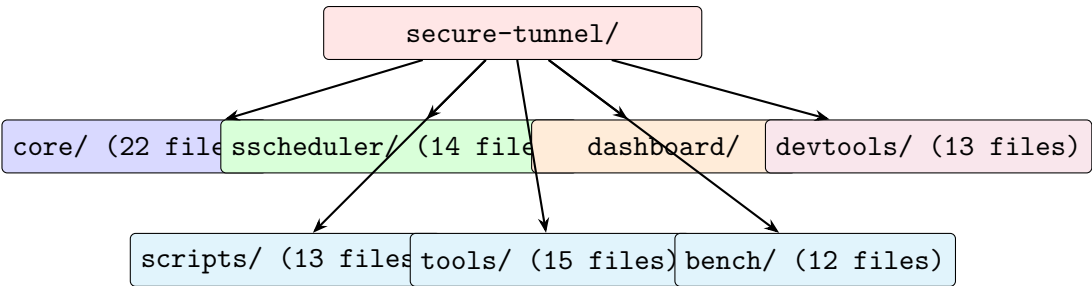 secure-tunnel/
core/ (22 file
sscheduler/ (14 file
dashboard/
devtools/ (13 files)
scripts/ (13 files
tools/ (15 files)
bench/ (12 files)